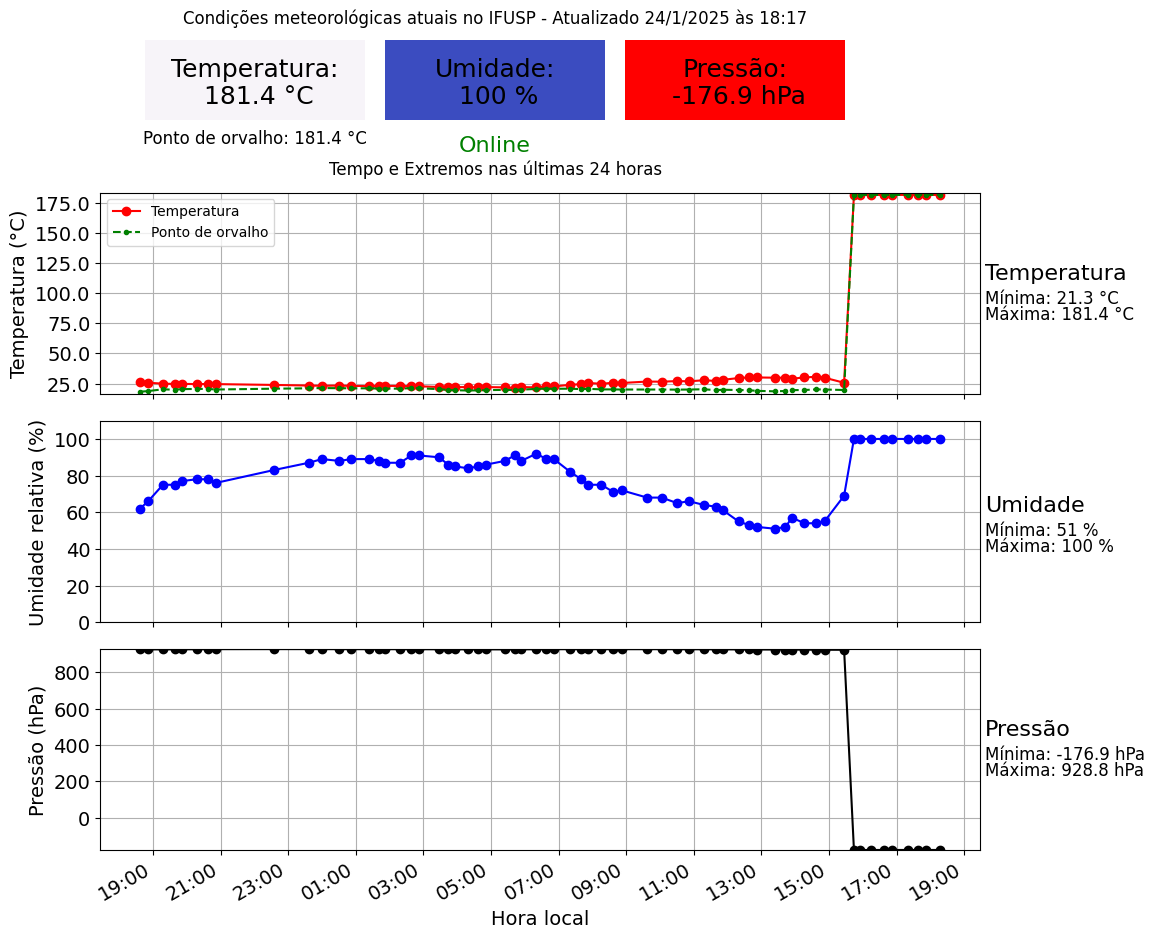 Condições meteorológicas atuais no IFUSP - Atualizado 24/1/2025 às 18:17
Temperatura:
181.4 °C
Umidade:
100 %
Pressão:
-176.9 hPa
Ponto de orvalho: 181.4 °C
Online
Tempo e Extremos nas últimas 24 horas
Temperatura (°C)
175.0
150.0
125.0
100.0
75.0
50.0
25.0
Temperatura
Ponto de orvalho
Temperatura
Mínima: 21.3 °C
Máxima: 181.4 °C
Umidade relativa (%)
100
80
60
40
20
0
Umidade
Mínima: 51 %
Máxima: 100 %
Pressão (hPa)
800
600
400
200
0
Pressão
Mínima: -176.9 hPa
Máxima: 928.8 hPa
19:00
21:00
23:00
01:00
03:00
05:00
07:00
09:00
11:00
13:00
15:00
17:00
19:00
Hora local